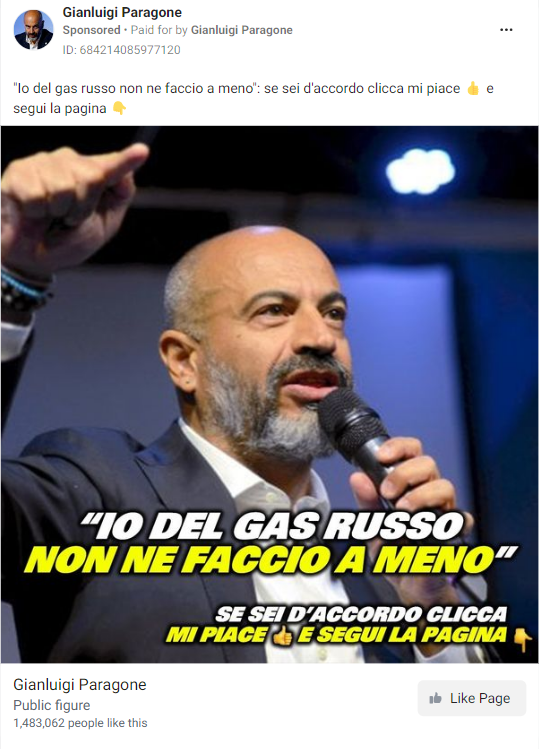 Gianluigi Paragone
Sponsored • Paid for by Gianluigi Paragone
ID: 684214085977120
"Io del gas russo non ne faccio a meno": se sei d'accordo clicca mi piace 👍 e
segui la pagina 👇
“IO DEL GAS RUSSO
NON NE FACCIO A MENO”
SE SEI D’ACCORDO CLICCA
MI PIACE 👍 E SEGUI LA PAGINA 👇
Gianluigi Paragone
Public figure
1,483,062 people like this
Like Page